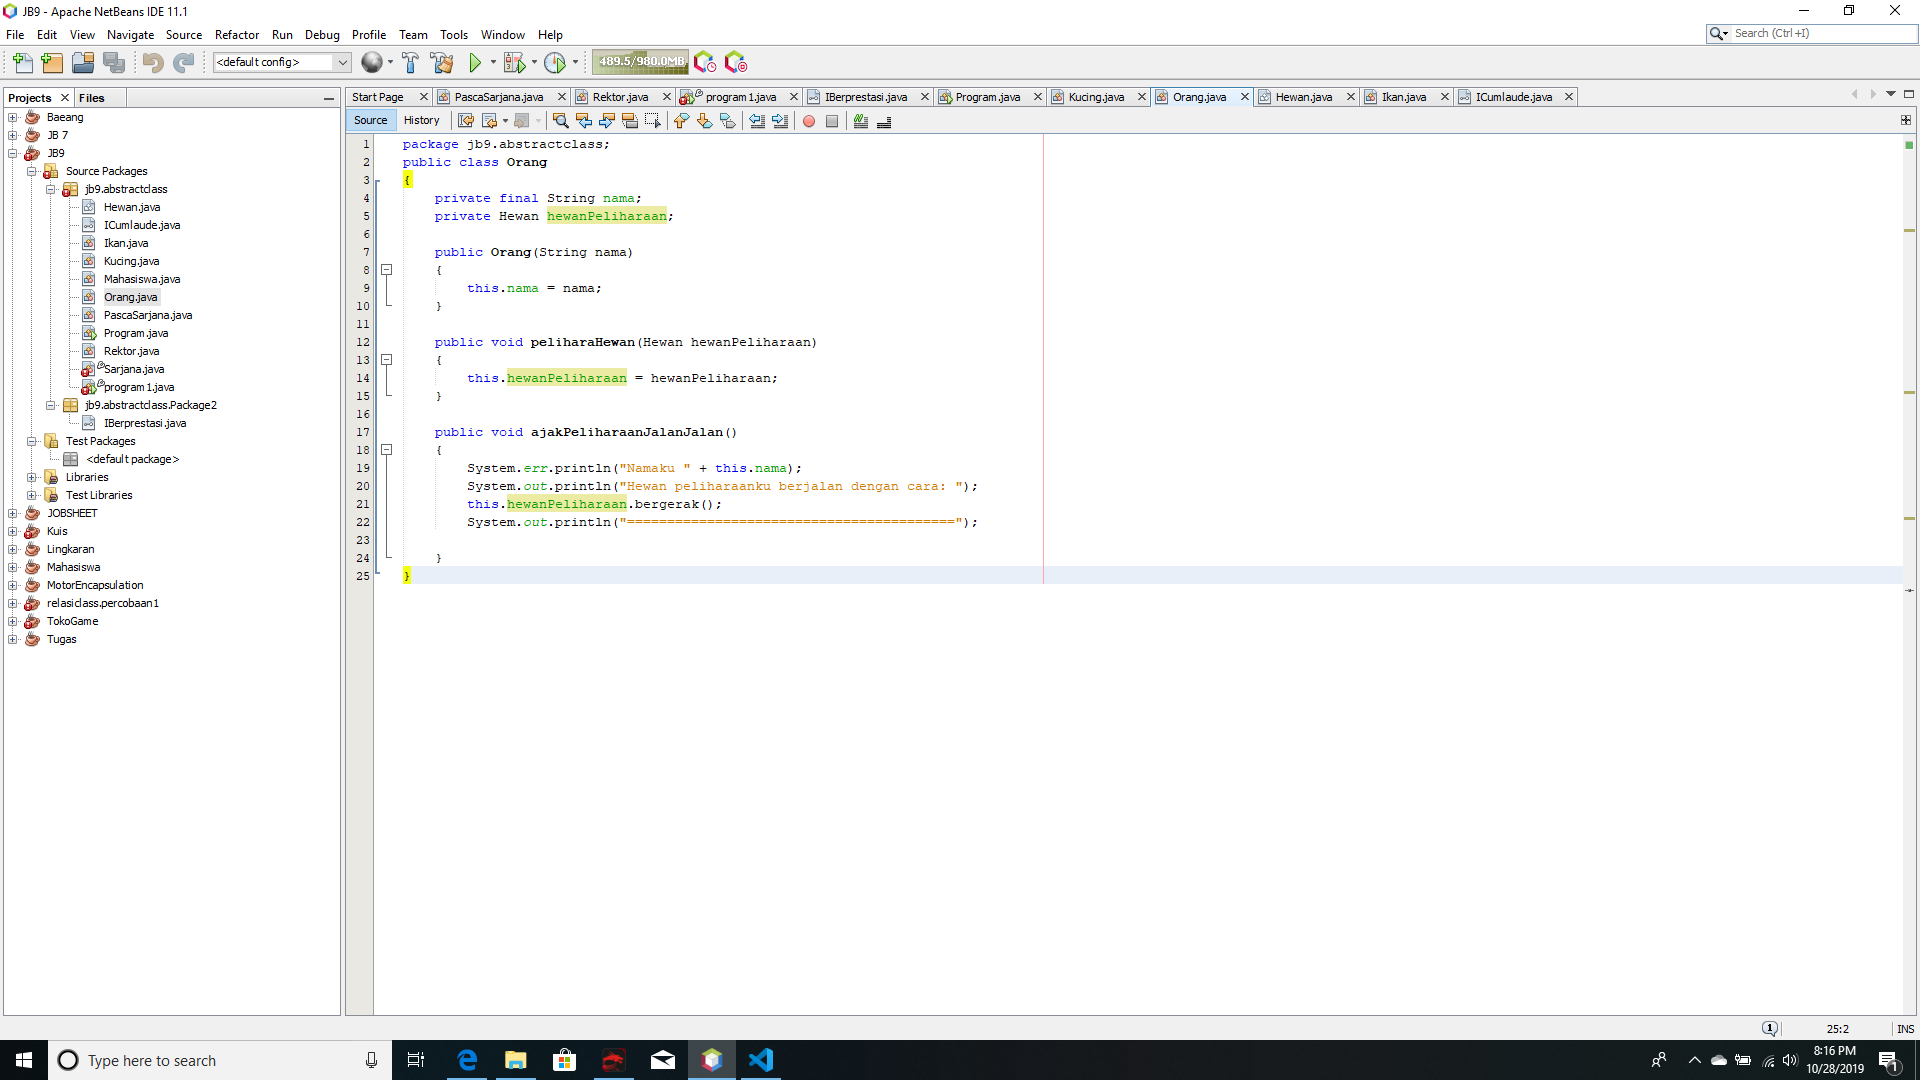 JB9 - Apache NetBeans IDE 11.1
File Edit View Navigate Source Refactor Run Debug Profile Team Tools Window Help
Search (Ctrl+I)
<default config>
489.5/980.0MB
Projects
Files
Baeang
JB 7
JB9
Source Packages
jb9.abstractclass
Hewan.java
ICumlaude.java
Ikan.java
Kucing.java
Mahasiswa.java
Orang.java
PascaSarjana.java
Program.java
Rektor.java
Sarjana.java
program1.java
jb9.abstractclass.Package2
IBerprestasi.java
Test Packages
<default package>
Libraries
Test Libraries
JOBSHEET
Kuis
Lingkaran
Mahasiswa
MotorEncapsulation
relasiclass.percobaan1
TokoGame
Tugas
Start Page PascaSarjana.java Rektor.java program1.java IBerprestasi.java Program.java Kucing.java Orang.java Hewan.java Ikan.java ICumlaude.java
Source History
1 package jb9.abstractclass;
2 public class Orang
3 {
4 private final String nama;
5 private Hewan hewanPeliharaan;
6
7 public Orang(String nama)
8 {
9 this.nama = nama;
10 }
11
12 public void peliharaHewan(Hewan hewanPeliharaan)
13 {
14 this.hewanPeliharaan = hewanPeliharaan;
15 }
16
17 public void ajakPeliharaanJalanJalan()
18 {
19 System.err.println("Namaku " + this.nama);
20 System.out.println("Hewan peliharaanku berjalan dengan cara: ");
21 this.hewanPeliharaan.bergerak();
22 System.out.println("=========================================");
23
24 }
25 }
1
25:2
INS
Type here to search
8:16 PM
10/28/2019
1